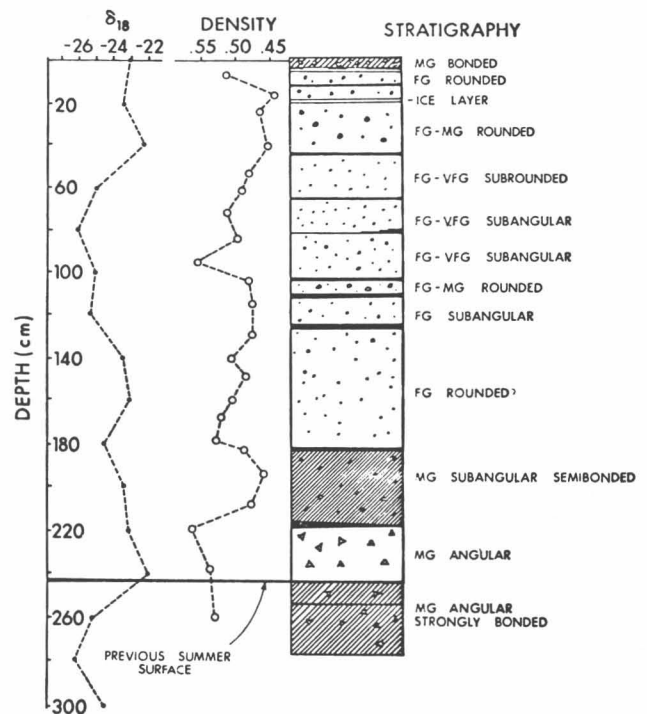 δ18 DENSITY STRATIGRAPHY
-26 -24 -22 .55 .50 .45
MG BONDED
FG ROUNDED
20
-ICE LAYER
FG-MG ROUNDED
60
FG-VFG SUBROUNDED
FG-VFG SUBANGULAR
100
FG-VFG SUBANGULAR
FG-MG ROUNDED
FG SUBANGULAR
140
DEPTH (cm)
FG ROUNDED
180
MG SUBANGULAR SEMIBONDED
220
MG ANGULAR
260
MG ANGULAR
STRONGLY BONDED
PREVIOUS SUMMER
SURFACE
300